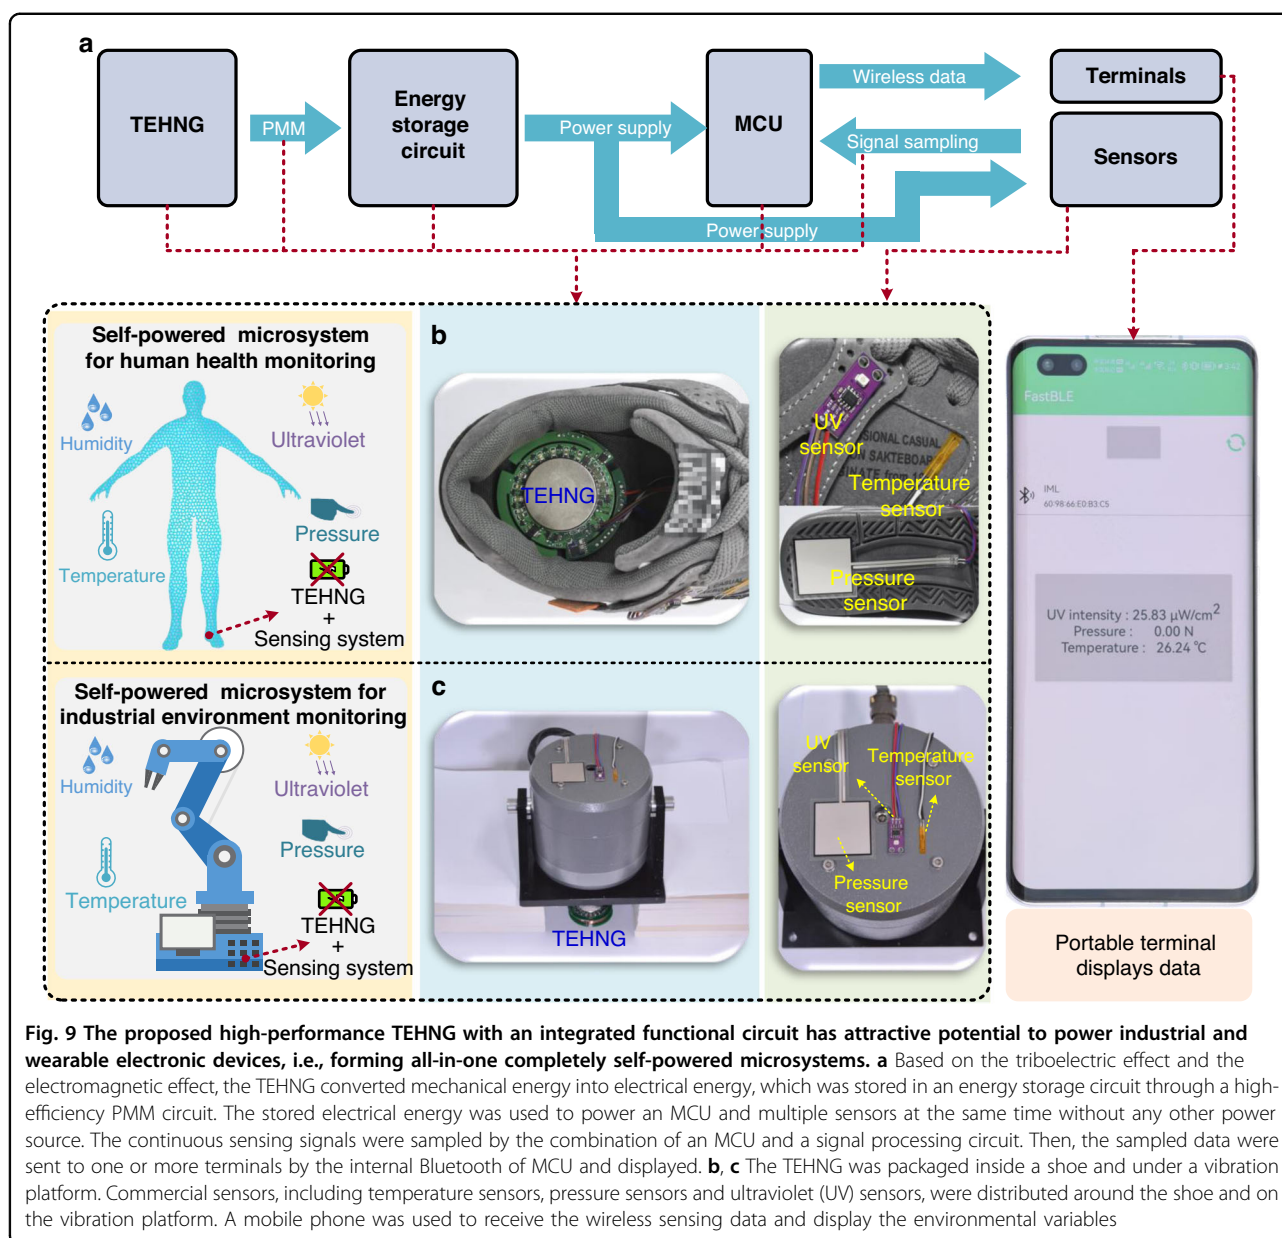 a
TEHNG
PMM
Energy
storage
circuit
Power supply
MCU
Wireless data
Signal sampling
Terminals
Sensors
Power supply
Self-powered microsystem
for human health monitoring
Humidity
Ultraviolet
Temperature
Pressure
TEHNG
+
Sensing system
b
TEHNG
UV
sensor
SIONAL CASUAL
Temperature
sensor
Pressure
sensor
Self-powered microsystem for
industrial environment monitoring
Humidity
Ultraviolet
Temperature
Pressure
TEHNG
+
Sensing system
c
TEHNG
UV
sensor
Temperature
sensor
Pressure
sensor
FastBLE
IML
60:98:66:E0:B3:C5
UV intensity : 25.83 μW/cm²
Pressure : 0.00 N
Temperature : 26.24 ℃
Portable terminal
displays data
Fig. 9 The proposed high-performance TEHNG with an integrated functional circuit has attractive potential to power industrial and
wearable electronic devices, i.e., forming all-in-one completely self-powered microsystems. a Based on the triboelectric effect and the
electromagnetic effect, the TEHNG converted mechanical energy into electrical energy, which was stored in an energy storage circuit through a high-
efficiency PMM circuit. The stored electrical energy was used to power an MCU and multiple sensors at the same time without any other power
source. The continuous sensing signals were sampled by the combination of an MCU and a signal processing circuit. Then, the sampled data were
sent to one or more terminals by the internal Bluetooth of MCU and displayed. b, c The TEHNG was packaged inside a shoe and under a vibration
platform. Commercial sensors, including temperature sensors, pressure sensors and ultraviolet (UV) sensors, were distributed around the shoe and on
the vibration platform. A mobile phone was used to receive the wireless sensing data and display the environmental variables